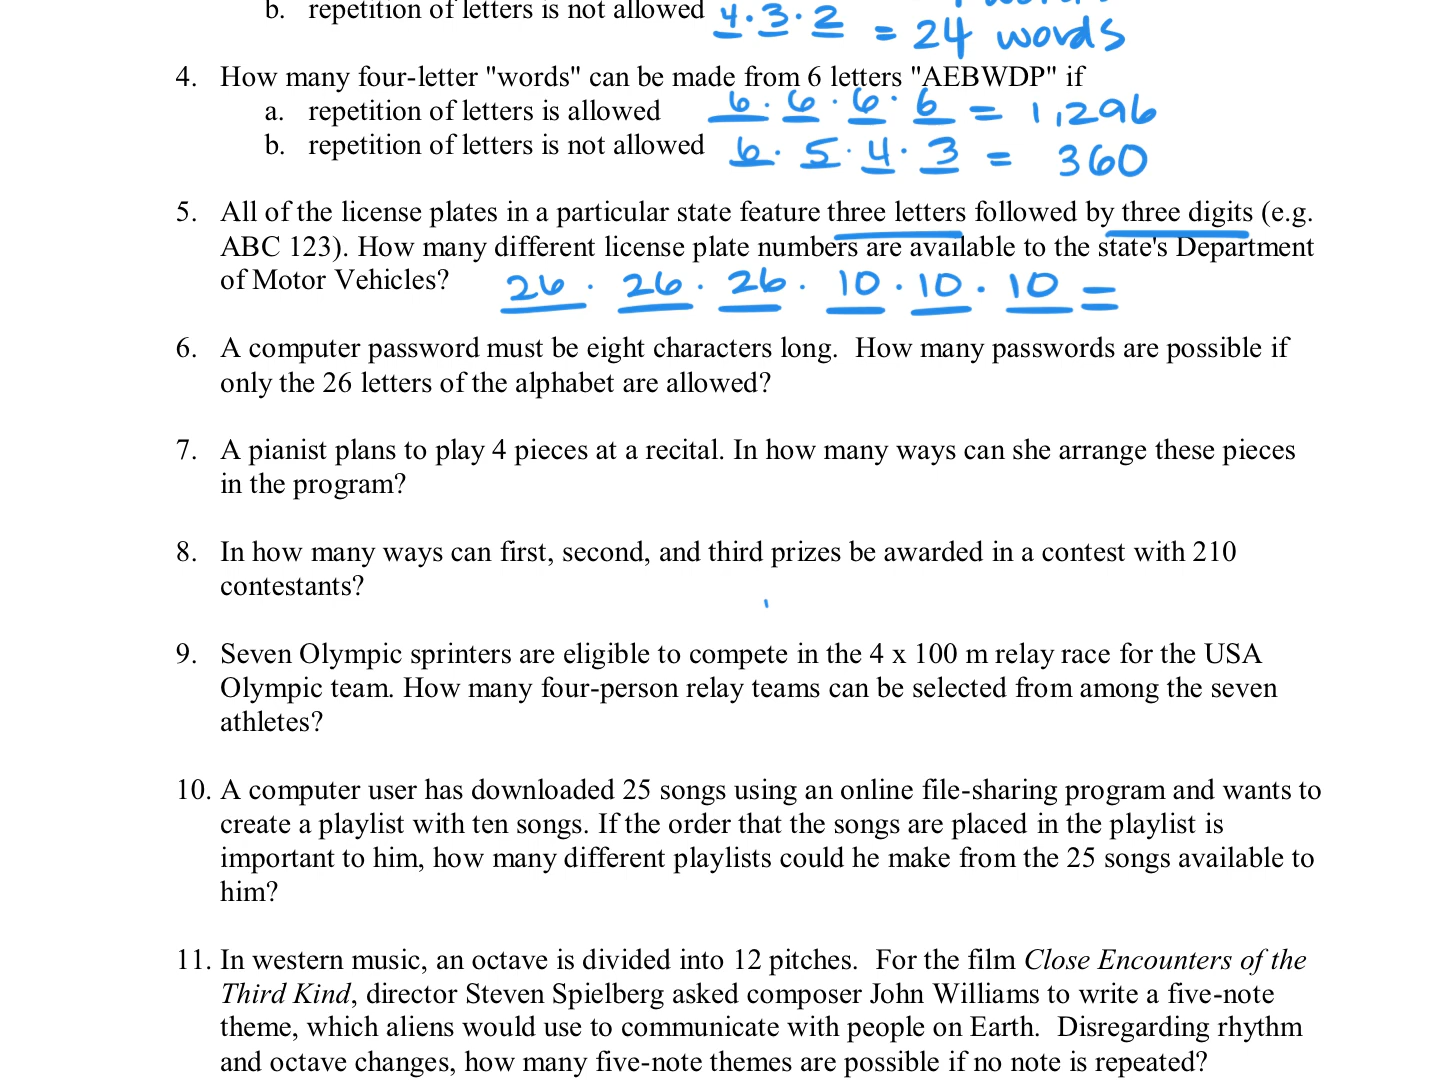 b. repetition of letters is not allowed 4 · 3 · 2 = 24 words
4. How many four-letter "words" can be made from 6 letters "AEBWDP" if
a. repetition of letters is allowed 6 · 6 · 6 · 6 = 1,296
b. repetition of letters is not allowed 6 · 5 · 4 · 3 = 360
5. All of the license plates in a particular state feature three letters followed by three digits (e.g.
ABC 123). How many different license plate numbers are available to the state's Department
of Motor Vehicles? 26 · 26 · 26 · 10 · 10 · 10 =
6. A computer password must be eight characters long. How many passwords are possible if
only the 26 letters of the alphabet are allowed?
7. A pianist plans to play 4 pieces at a recital. In how many ways can she arrange these pieces
in the program?
8. In how many ways can first, second, and third prizes be awarded in a contest with 210
contestants?
9. Seven Olympic sprinters are eligible to compete in the 4 x 100 m relay race for the USA
Olympic team. How many four-person relay teams can be selected from among the seven
athletes?
10. A computer user has downloaded 25 songs using an online file-sharing program and wants to
create a playlist with ten songs. If the order that the songs are placed in the playlist is
important to him, how many different playlists could he make from the 25 songs available to
him?
11. In western music, an octave is divided into 12 pitches. For the film Close Encounters of the
Third Kind, director Steven Spielberg asked composer John Williams to write a five-note
theme, which aliens would use to communicate with people on Earth. Disregarding rhythm
and octave changes, how many five-note themes are possible if no note is repeated?